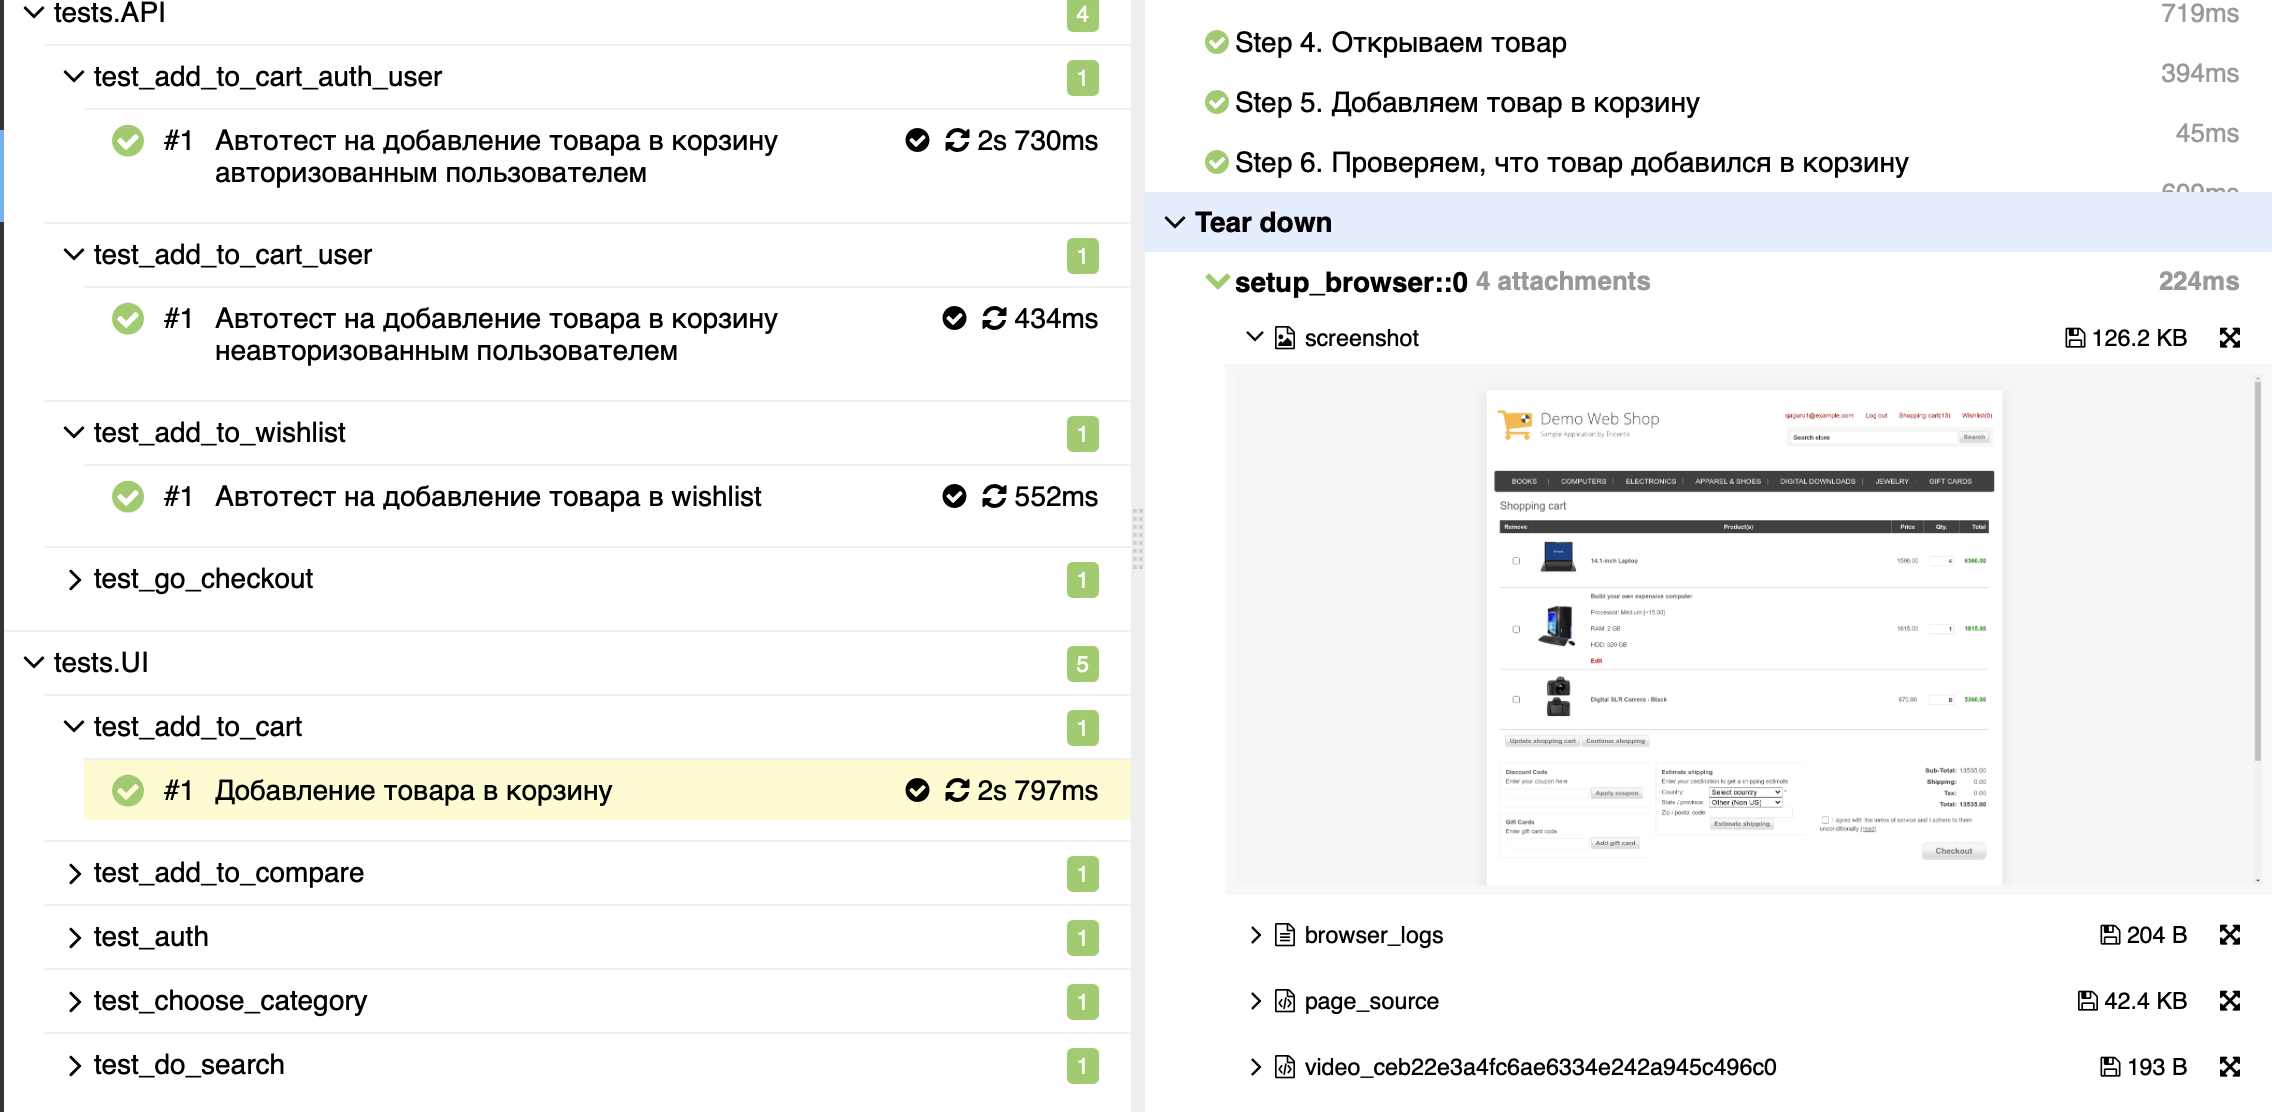 tests.API 4
test_add_to_cart_auth_user 1
#1 Автотест на добавление товара в корзину 2s 730ms
авторизованным пользователем
test_add_to_cart_user 1
#1 Автотест на добавление товара в корзину 434ms
неавторизованным пользователем
test_add_to_wishlist 1
#1 Автотест на добавление товара в wishlist 552ms
test_go_checkout 1
tests.UI 5
test_add_to_cart 1
#1 Добавление товара в корзину 2s 797ms
test_add_to_compare 1
test_auth 1
test_choose_category 1
test_do_search 1
719ms
Step 4. Открываем товар
394ms
Step 5. Добавляем товар в корзину
45ms
Step 6. Проверяем, что товар добавился в корзину
609ms
Tear down
setup_browser::0 4 attachments 224ms
screenshot 126.2 KB
Demo Web Shop
Sample Application by Tricentis
qaguru1@example.com Log out Shopping cart(13) Wishlist(0)
Search store Search
BOOKS COMPUTERS ELECTRONICS APPAREL & SHOES DIGITAL DOWNLOADS JEWELRY GIFT CARDS
Shopping cart
Remove Product(s) Price Qty. Total
14.1-inch Laptop 1590.00 4 6360.00
Build your own expensive computer
Processor: Medium [+15.00]
RAM: 2 GB 1815.00 1 1815.00
HDD: 320 GB
Edit
Digital SLR Camera - Black 670.00 8 5360.00
Update shopping cart Continue shopping
Discount Code
Enter your coupon here
Apply coupon
Gift Cards
Enter gift card code
Add gift card
Estimate shipping
Enter your destination to get a shipping estimate
Country: Select country *
State / province: Other (Non US)
Zip / postal code:
Estimate shipping
Sub-Total: 13535.00
Shipping: 0.00
Tax: 0.00
Total: 13535.00
I agree with the terms of service and I adhere to them
unconditionally (read)
Checkout
browser_logs 204 B
page_source 42.4 KB
video_ceb22e3a4fc6ae6334e242a945c496c0 193 B